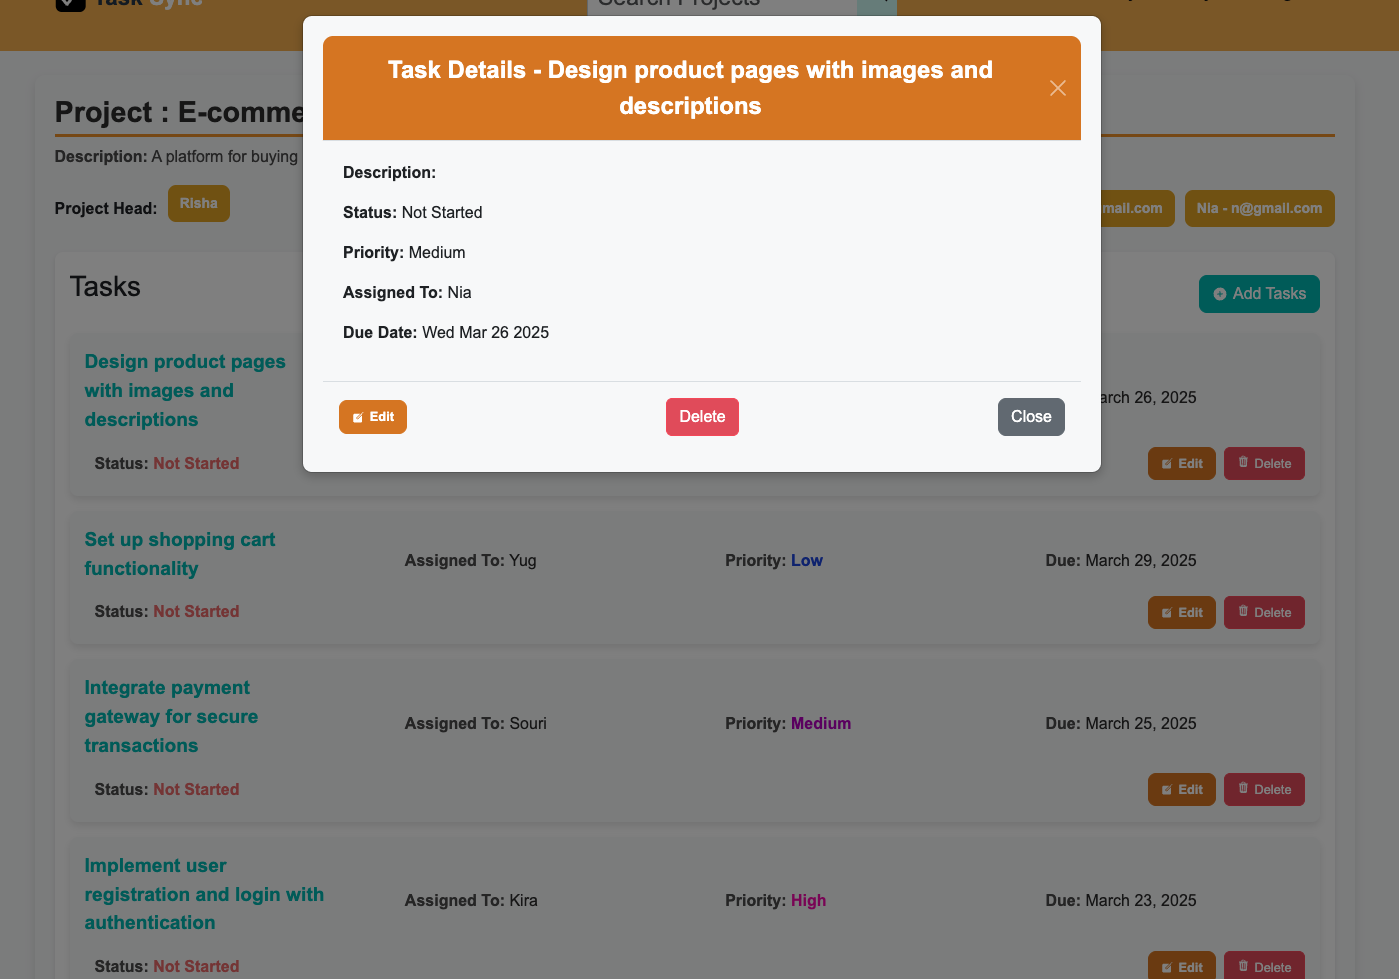 Task Sync
Search Projects
Task Details - Design product pages with images and
descriptions
Project : E-comme
Description: A platform for buying
Project Head: Risha
mail.com
Nia - n@gmail.com
Description:
Status: Not Started
Priority: Medium
Assigned To: Nia
Due Date: Wed Mar 26 2025
Edit
Delete
Close
Tasks
Add Tasks
Design product pages
with images and
descriptions
arch 26, 2025
Status: Not Started
Edit
Delete
Set up shopping cart
functionality
Assigned To: Yug
Priority: Low
Due: March 29, 2025
Status: Not Started
Edit
Delete
Integrate payment
gateway for secure
transactions
Assigned To: Souri
Priority: Medium
Due: March 25, 2025
Status: Not Started
Edit
Delete
Implement user
registration and login with
authentication
Assigned To: Kira
Priority: High
Due: March 23, 2025
Status: Not Started
Edit
Delete